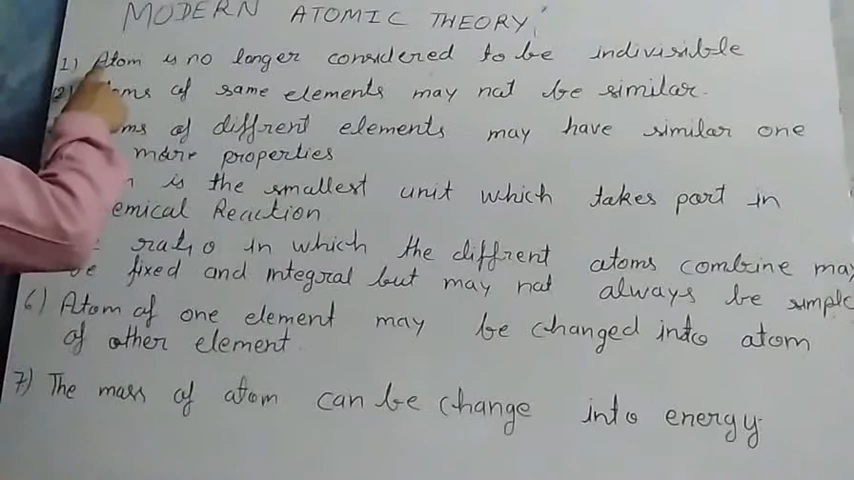 MODERN ATOMIC THEORY!
1) Atom is no longer considered to be indivisible
2) of same elements may not be similar.
of diffrent elements may have similar one
more properties
is the smallest unit which takes part in
Reaction
ratio in which the diffrent atoms combine may
fixed and integral but may not always be simple
6) Atom of one element may be changed into atom
of other element.
7) The mass of atom can be change into energy.